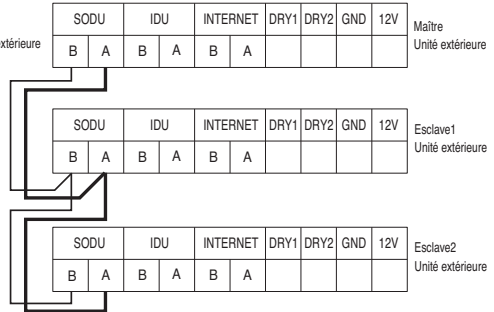 SODU IDU INTERNET DRY1 DRY2 GND 12V
B A B A B A
Maître
Unité extérieure
extérieure
SODU IDU INTERNET DRY1 DRY2 GND 12V
B A B A B A
Esclave1
Unité extérieure
SODU IDU INTERNET DRY1 DRY2 GND 12V
B A B A B A
Esclave2
Unité extérieure